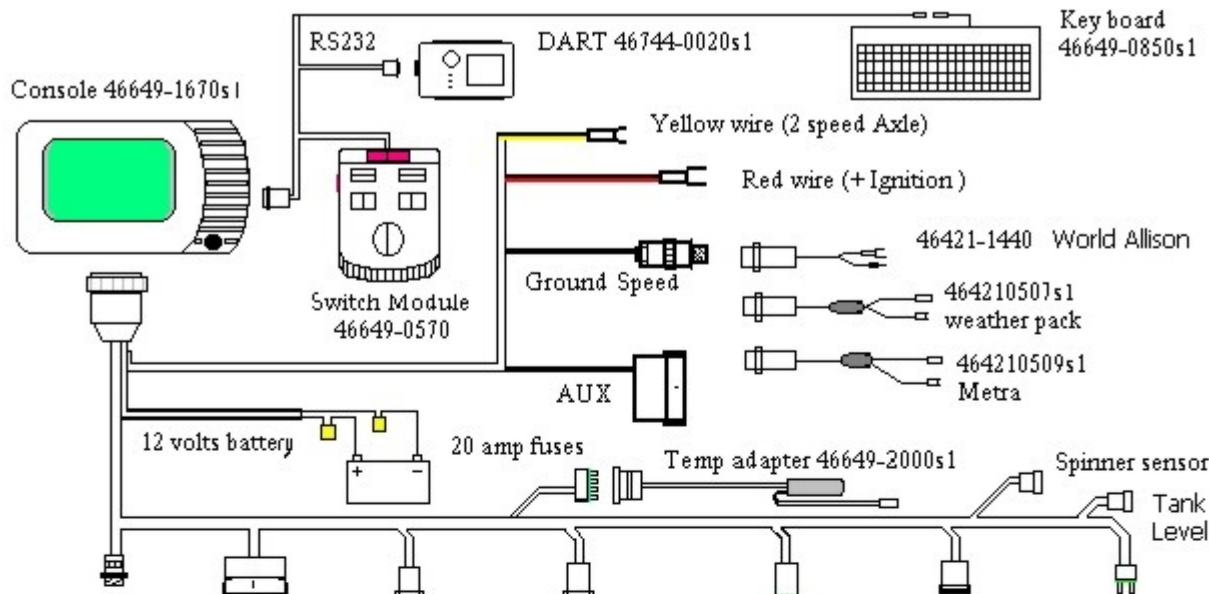 Key board
46649-0850s1
RS232
DART 46744-0020s1
Console 46649-1670s1
Yellow wire (2 speed Axle)
Red wire (+ Ignition )
46421-1440 World Allison
Ground Speed
464210507s1
weather pack
Switch Module
46649-0570
464210509s1
Metra
AUX
12 volts battery
20 amp fuses
+ −
Temp adapter 46649-2000s1
Spinner sensor
Tank
Level